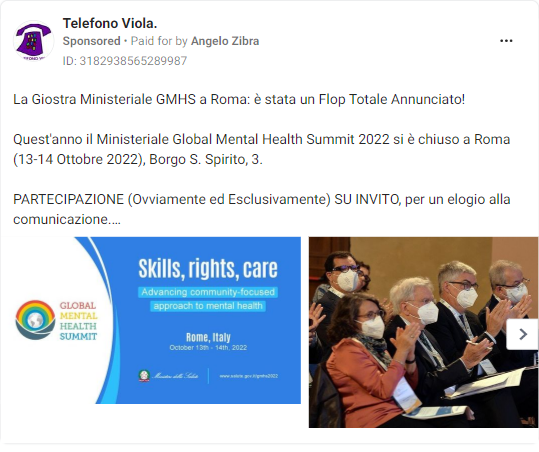 Telefono Viola.
Sponsored • Paid for by Angelo Zibra
ID: 3182938565289987
La Giostra Ministeriale GMHS a Roma: è stata un Flop Totale Annunciato!
Quest'anno il Ministeriale Global Mental Health Summit 2022 si è chiuso a Roma
(13-14 Ottobre 2022), Borgo S. Spirito, 3.
PARTECIPAZIONE (Ovviamente ed Esclusivamente) SU INVITO, per un elogio alla
comunicazione....
GLOBAL
MENTAL
HEALTH
SUMMIT
Skills, rights, care
Advancing community-focused
approach to mental health
Rome, Italy
October 13th - 14th, 2022
Ministero della Salute
www.salute.gov.it/gmhs2022